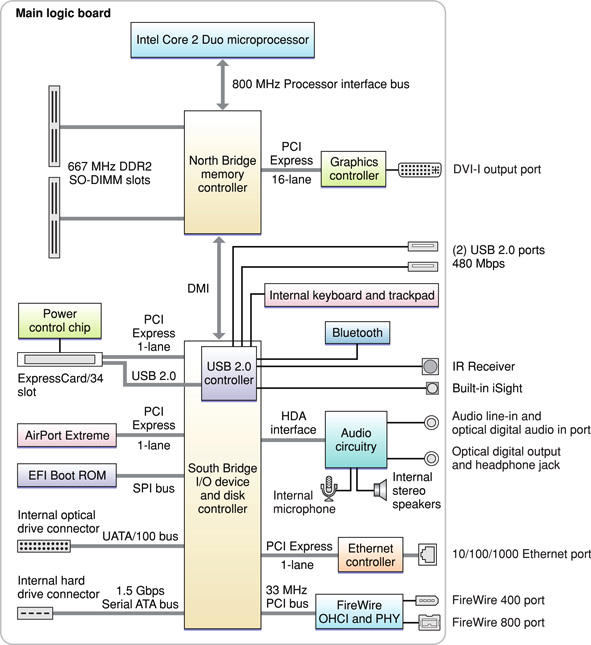 Main logic board
Intel Core 2 Duo microprocessor
800 MHz Processor interface bus
667 MHz DDR2
SO-DIMM slots
North Bridge
memory
controller
PCI
Express
16-lane
Graphics
controller
DVI-I output port
DMI
(2) USB 2.0 ports
480 Mbps
Internal keyboard and trackpad
Power
control chip
PCI
Express
1-lane
Bluetooth
USB 2.0
controller
ExpressCard/34
slot
USB 2.0
IR Receiver
Built-in iSight
AirPort Extreme
PCI
Express
1-lane
HDA
interface
Audio
circuitry
Audio line-in and
optical digital audio in port
Optical digital output
and headphone jack
EFI Boot ROM
SPI bus
South Bridge
I/O device
and disk
controller
Internal
microphone
Internal
stereo
speakers
Internal optical
drive connector
UATA/100 bus
PCI Express
1-lane
Ethernet
controller
10/100/1000 Ethernet port
Internal hard
drive connector
1.5 Gbps
Serial ATA bus
33 MHz
PCI bus
FireWire
OHCI and PHY
FireWire 400 port
FireWire 800 port